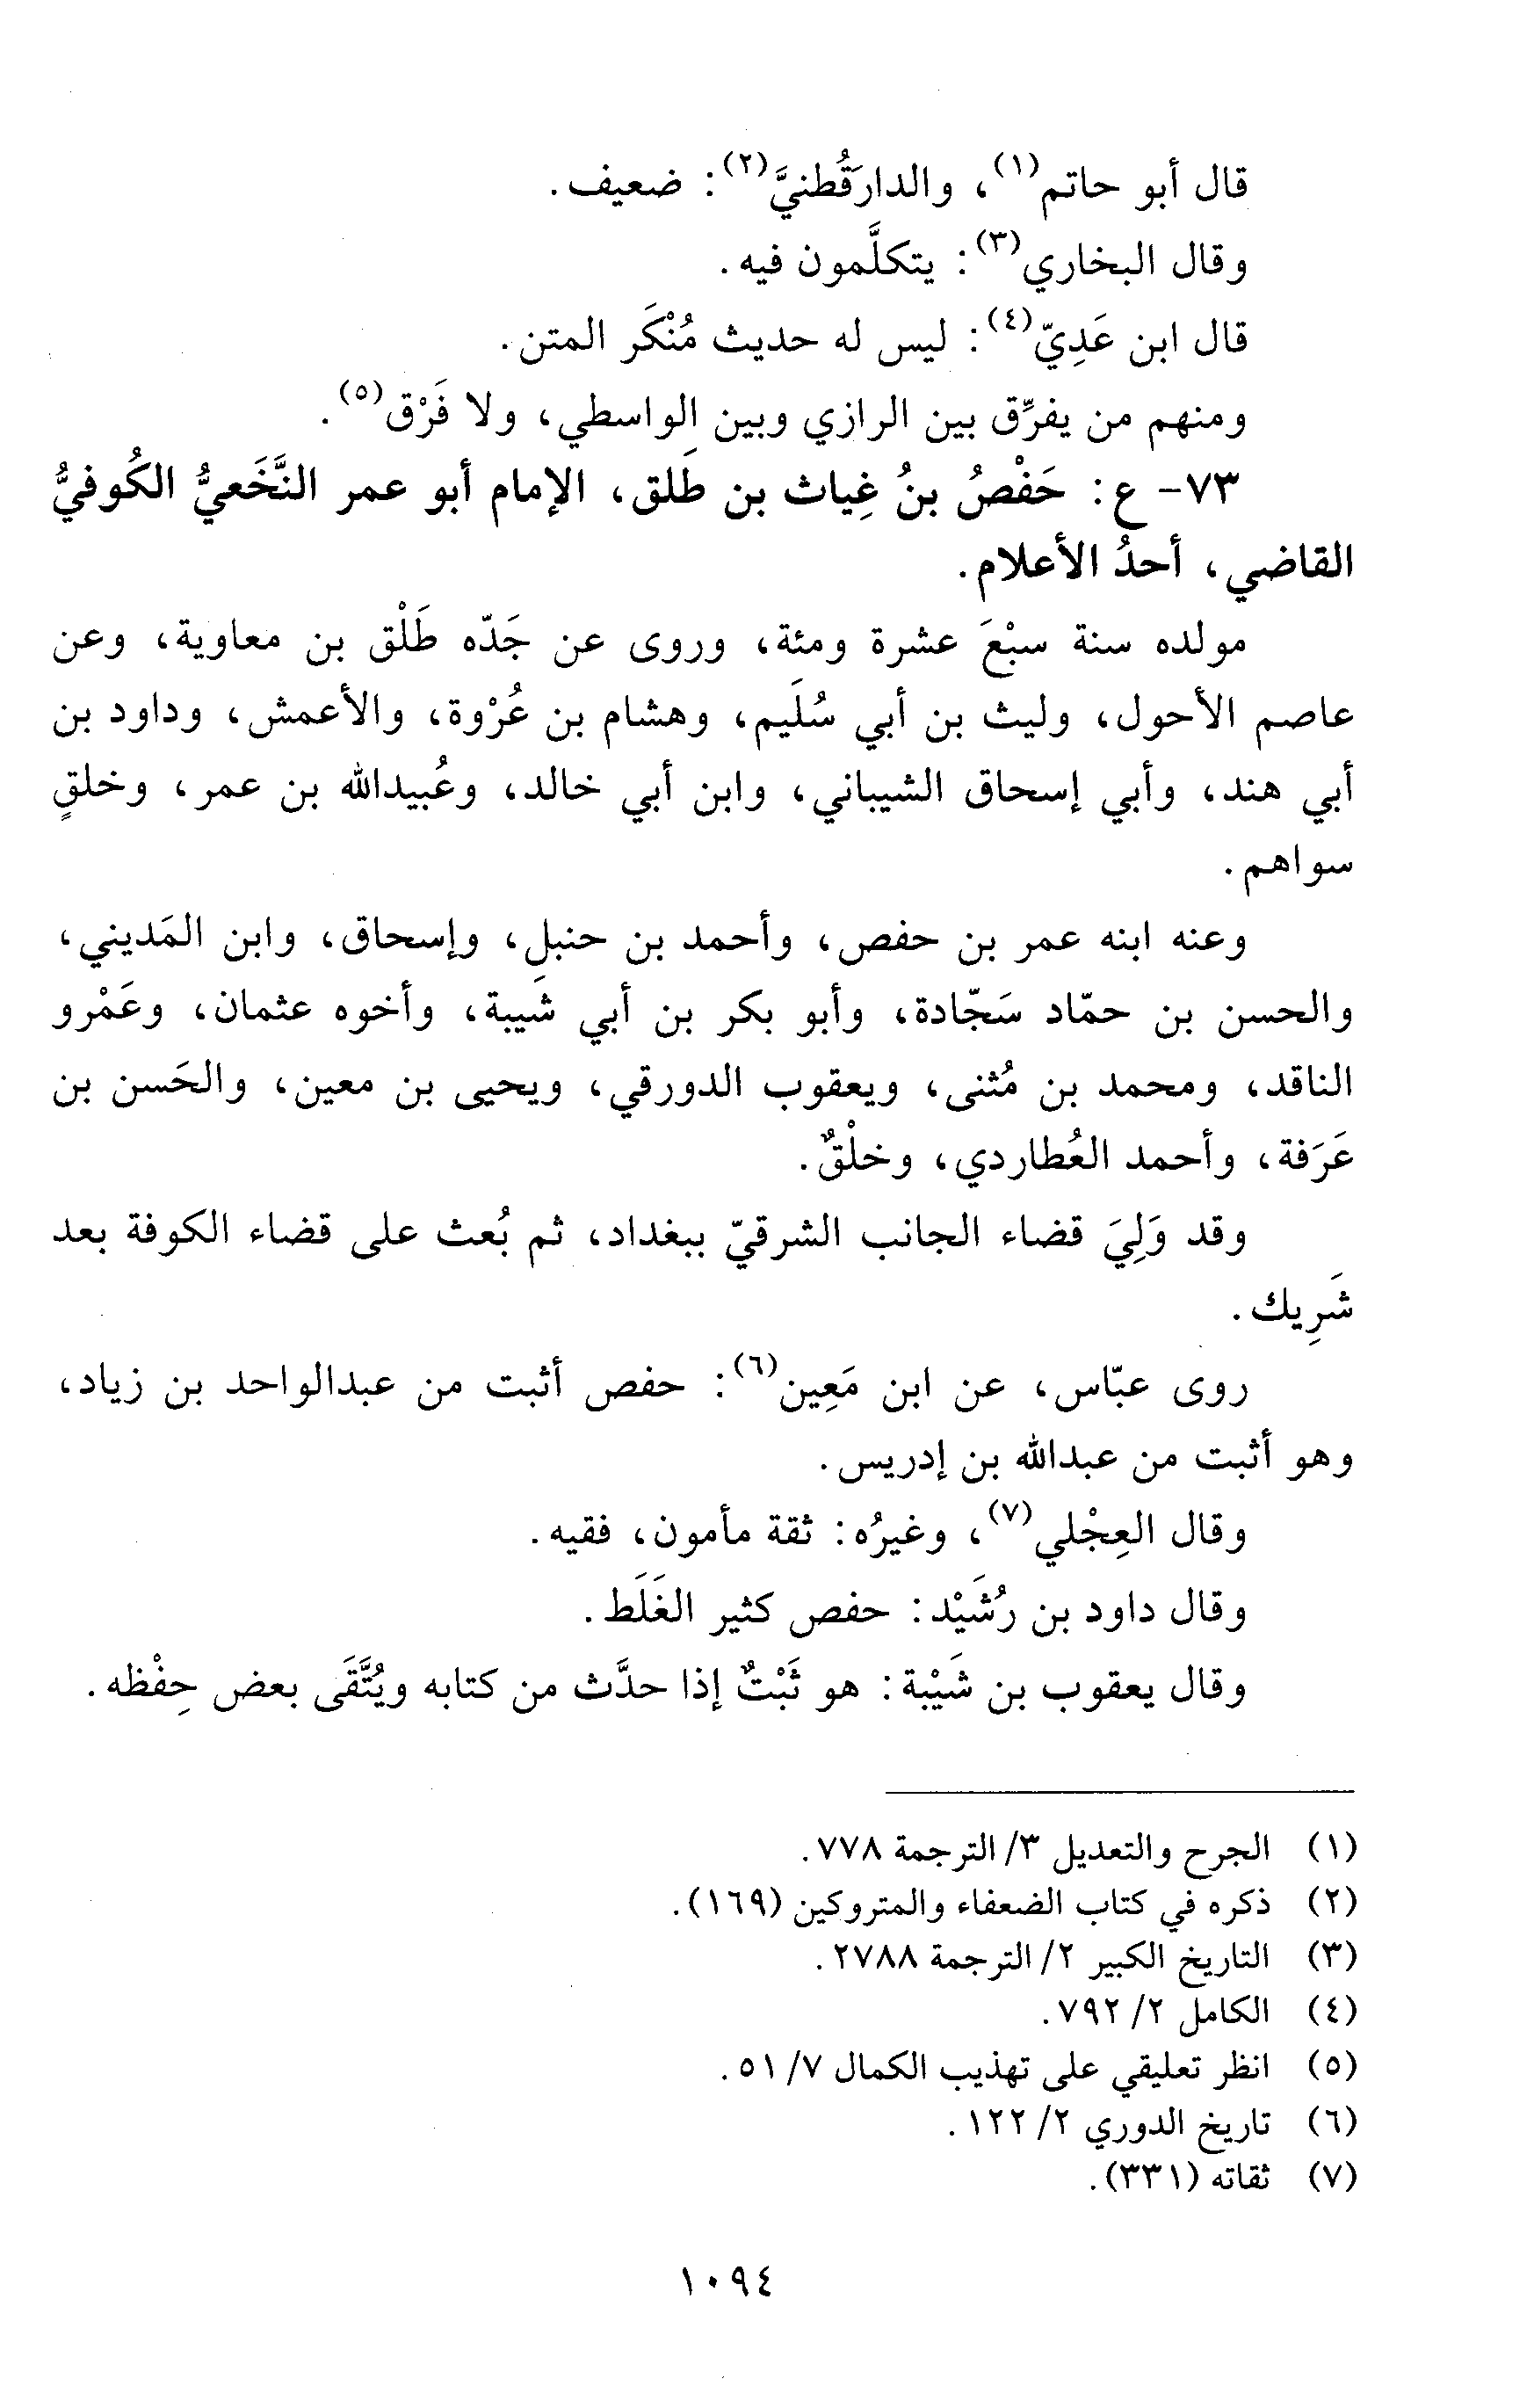 قال أبو حاتم(١)، والدارَقُطنيَّ(٢): ضعيف.
وقال البخاري(٣): يتكلَّمون فيه.
قال ابن عَدِيّ(٤): ليس له حديث مُنْكَر المتن.
ومنهم من يفرِّق بين الرازي وبين الواسطي، ولا فَرْق(٥).
٧٣- ع: حَفْصُ بنُ غِياث بن طَلق، الإمام أبو عمر النَّخَعيُّ الكُوفيُّ
القاضي، أحدُ الأعلام.
مولده سنة سبْعَ عشرة ومئة، وروى عن جَدّه طَلْق بن معاوية، وعن
عاصم الأحول، وليث بن أبي سُلَيم، وهشام بن عُرْوة، والأعمش، وداود بن
أبي هند، وأبي إسحاق الشيباني، وابن أبي خالد، وعُبيدالله بن عمر، وخلقٍ
سواهم.
وعنه ابنه عمر بن حفص، وأحمد بن حنبل، وإسحاق، وابن المَديني،
والحسن بن حمّاد سَجّادة، وأبو بكر بن أبي شَيبة، وأخوه عثمان، وعَمْرو
الناقد، ومحمد بن مُثنى، ويعقوب الدورقي، ويحيى بن معين، والحَسن بن
عَرَفة، وأحمد العُطاردي، وخلْقٌ.
وقد وَلِيَ قضاء الجانب الشرقيّ ببغداد، ثم بُعث على قضاء الكوفة بعد
شَرِيك.
روى عبّاس، عن ابن مَعِين(٦): حفص أثبت من عبدالواحد بن زياد،
وهو أثبت من عبدالله بن إدريس.
وقال العِجْلي(٧)، وغيرُه: ثقة مأمون، فقيه.
وقال داود بن رُشَيْد: حفص كثير الغَلَط.
وقال يعقوب بن شَيْبة: هو ثَبْتٌ إذا حدَّث من كتابه ويُتَّقَى بعض حِفْظه.
(١) الجرح والتعديل ٣/ الترجمة ٧٧٨.
(٢) ذكره في كتاب الضعفاء والمتروكين (١٦٩).
(٣) التاريخ الكبير ٢/ الترجمة ٢٧٨٨.
(٤) الكامل ٢/ ٧٩٢.
(٥) انظر تعليقي على تهذيب الكمال ٧/ ٥١.
(٦) تاريخ الدوري ٢/ ١٢٢.
(٧) ثقاته (٣٣١).
١٠٩٤